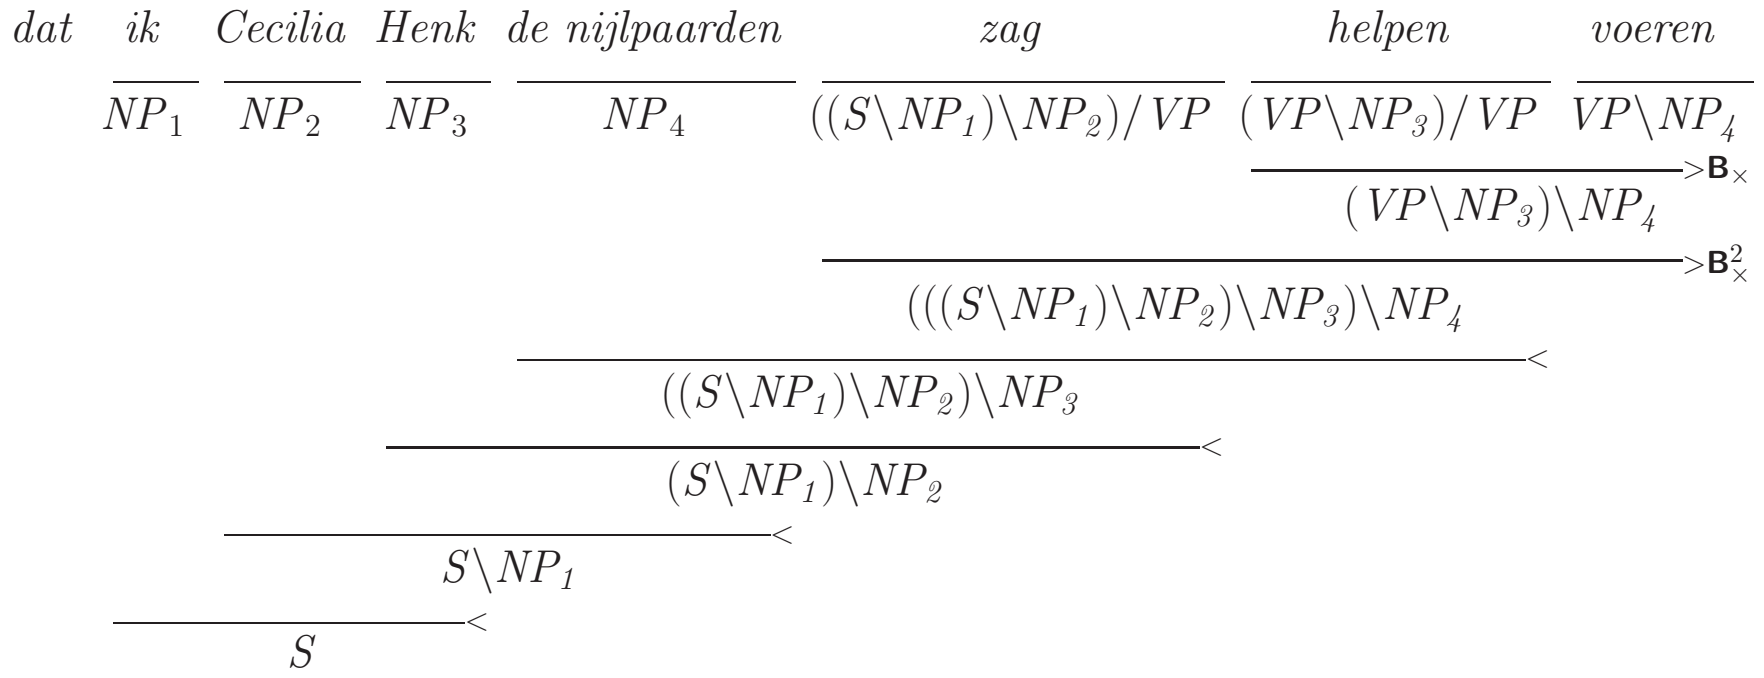 dat ik Cecilia Henk de nijlpaarden zag helpen voeren
NP₁ NP₂ NP₃ NP₄ ((S\NP₁)\NP₂)/VP (VP\NP₃)/VP VP\NP₄
>B×
(VP\NP₃)\NP₄
>B²×
(((S\NP₁)\NP₂)\NP₃)\NP₄
<
((S\NP₁)\NP₂)\NP₃
<
(S\NP₁)\NP₂
<
S\NP₁
<
S